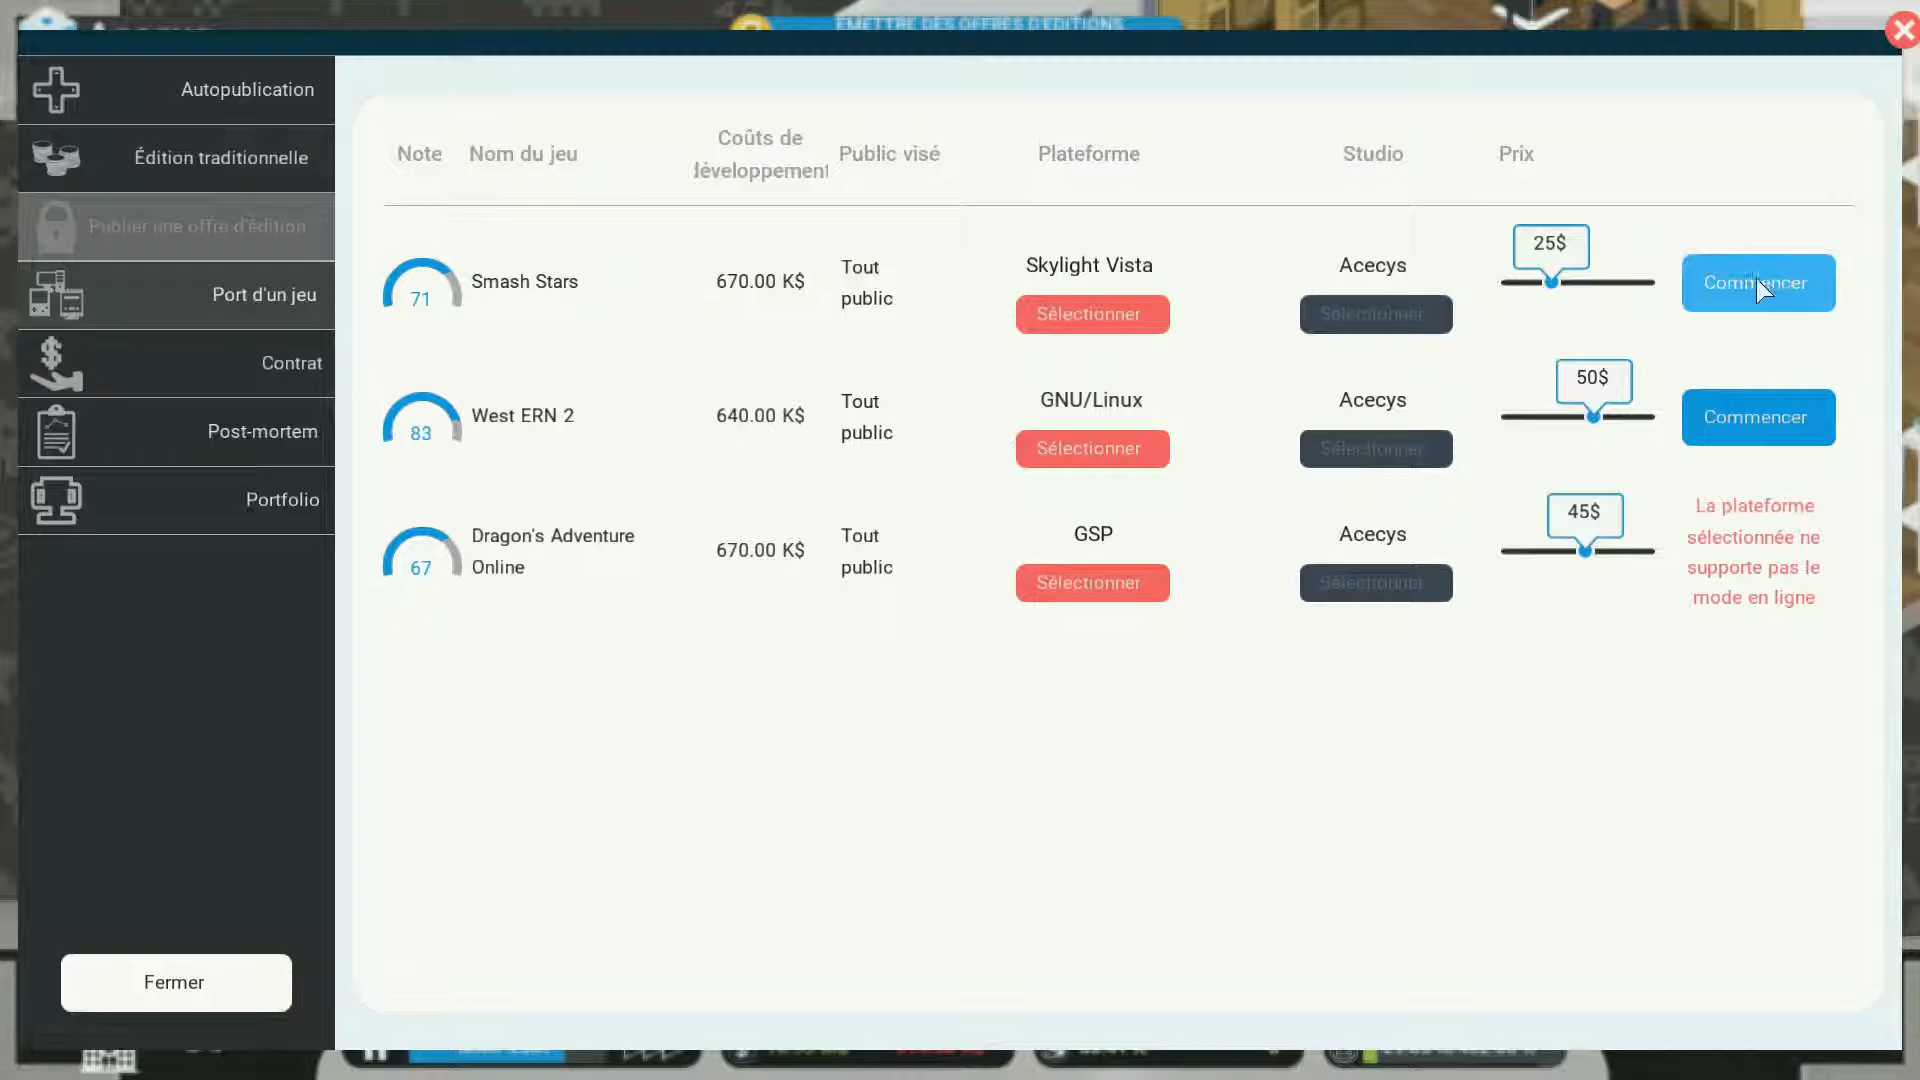 ÉMETTRE DES OFFRES D'ÉDITIONS
Autopublication
Édition traditionnelle
Publier une offre d'édition
Port d'un jeu
Contrat
Post-mortem
Portfolio
Fermer
Note Nom du jeu Coûts de développement Public visé Plateforme Studio Prix
71 Smash Stars 670.00 K$ Tout public Skylight Vista Sélectionner Acecys Sélectionner 25$ Commencer
83 West ERN 2 640.00 K$ Tout public GNU/Linux Sélectionner Acecys Sélectionner 50$ Commencer
67 Dragon's Adventure Online 670.00 K$ Tout public GSP Sélectionner Acecys Sélectionner 45$
La plateforme
sélectionnée ne
supporte pas le
mode en ligne